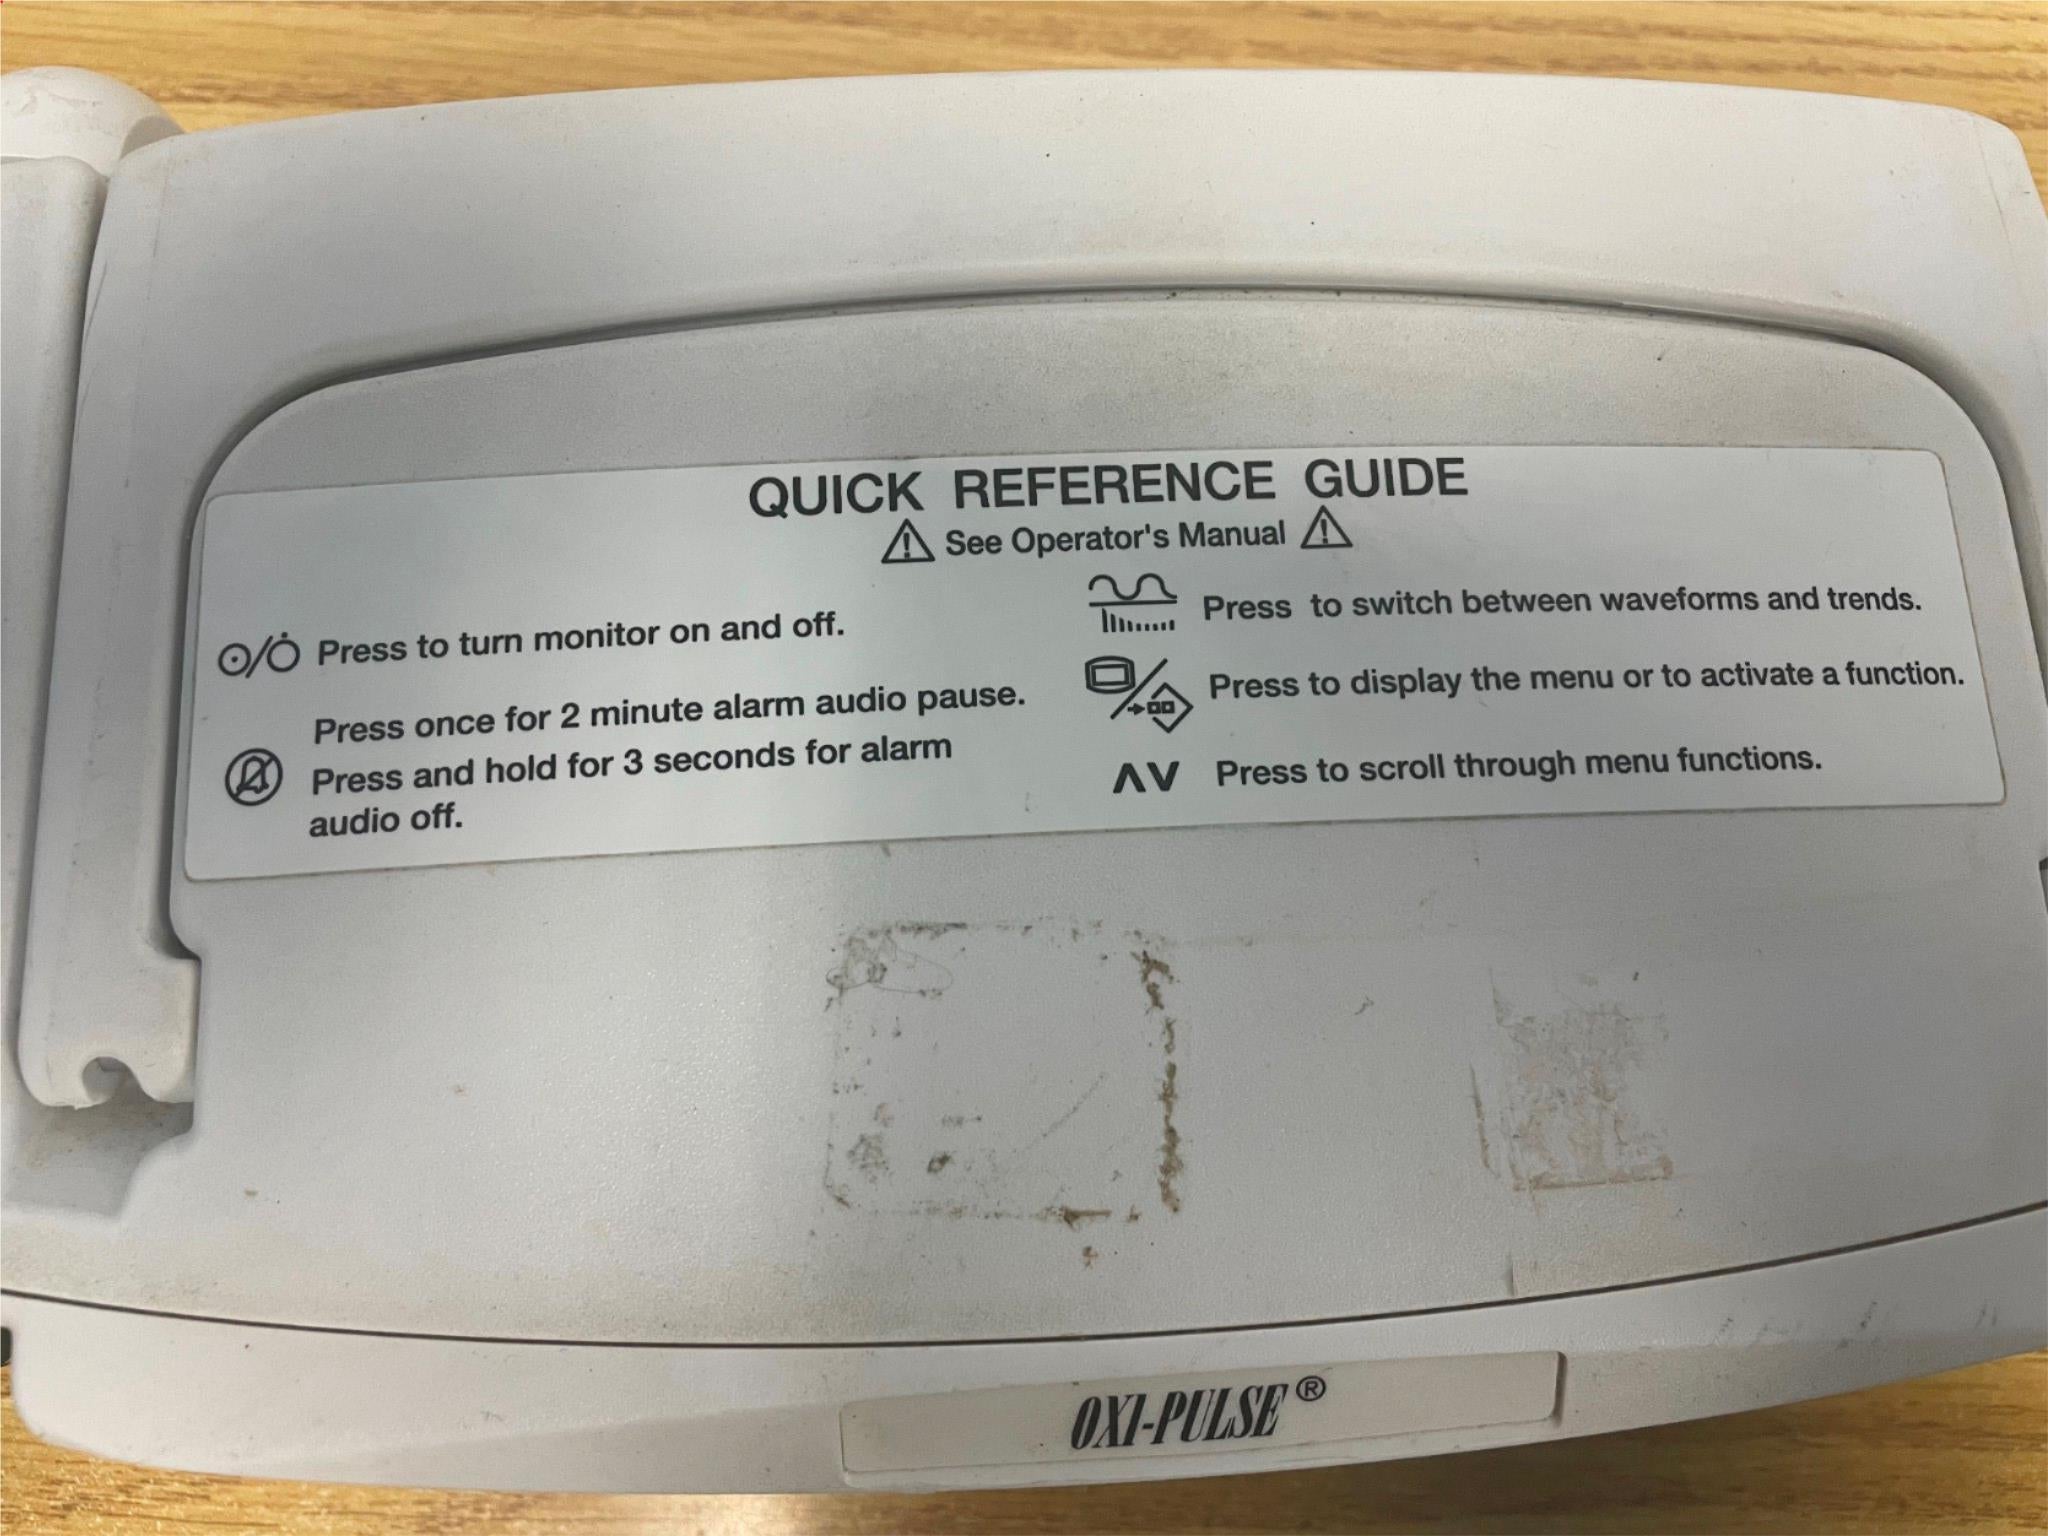 QUICK REFERENCE GUIDE
See Operator's Manual
Press to turn monitor on and off.
Press once for 2 minute alarm audio pause.
Press and hold for 3 seconds for alarm
audio off.
Press to switch between waveforms and trends.
Press to display the menu or to activate a function.
Press to scroll through menu functions.
OXI-PULSE®